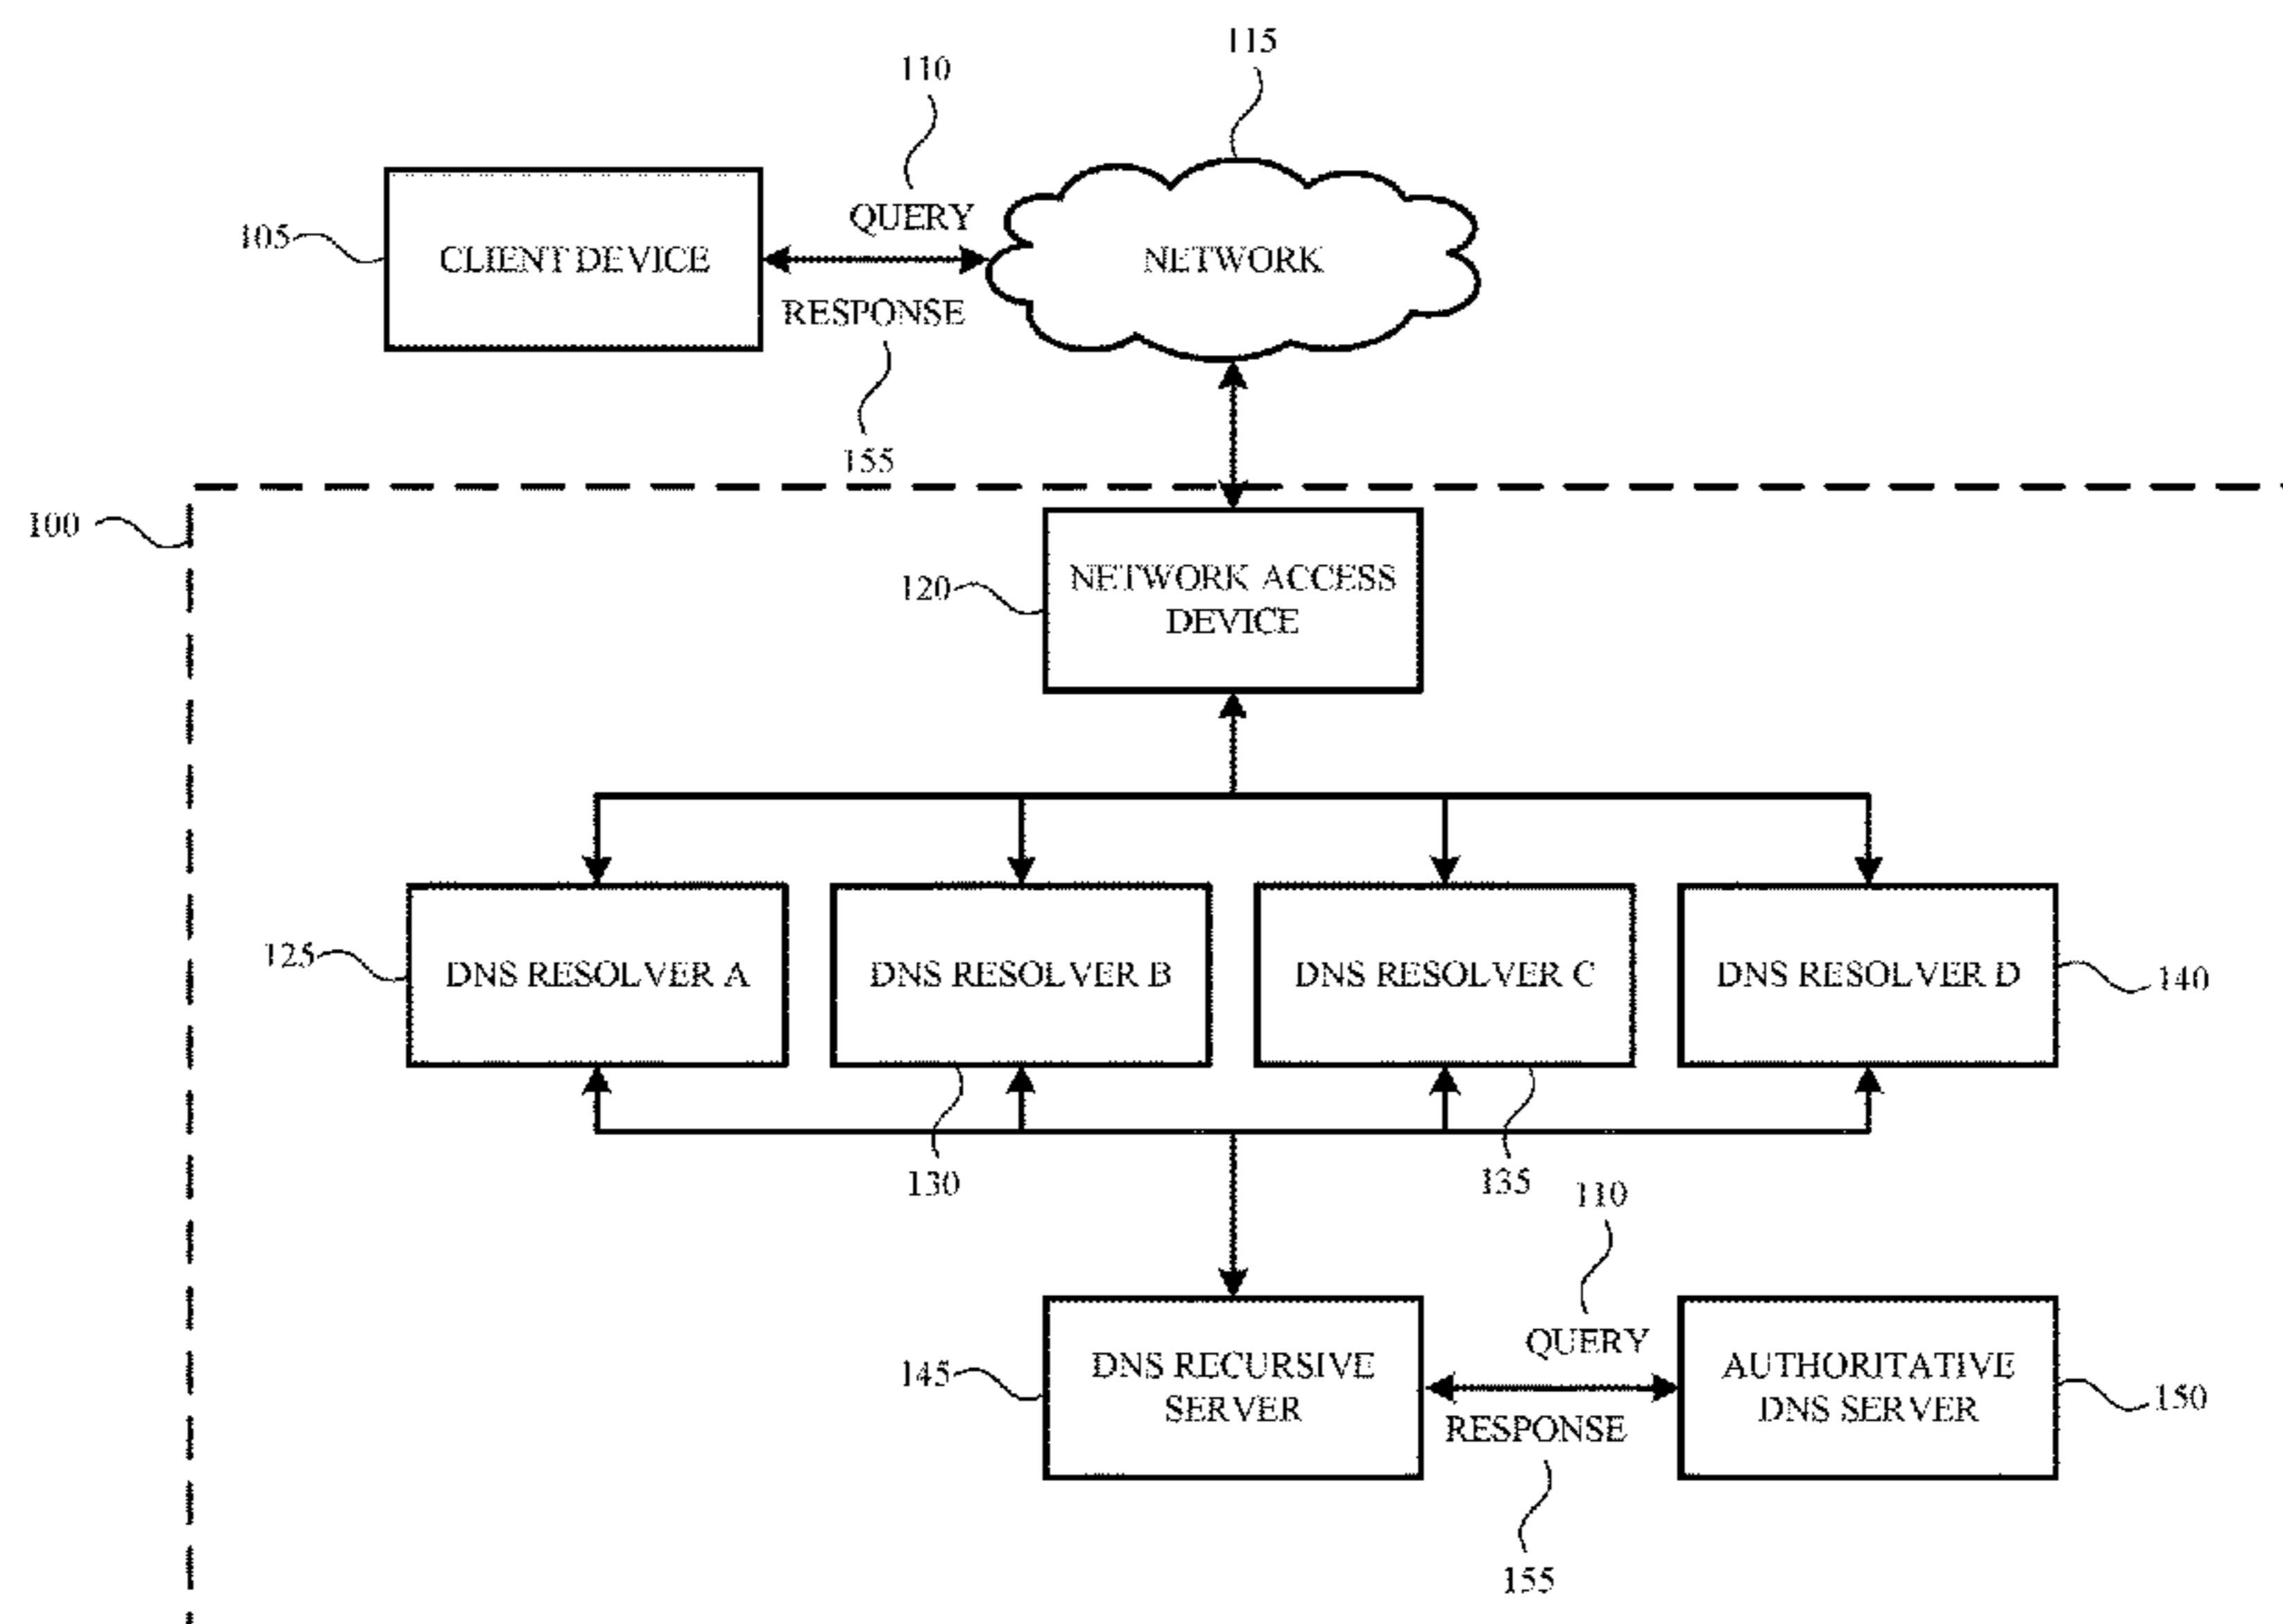 115
110
QUERY
105
CLIENT DEVICE
NETWORK
RESPONSE
155
100
120
NETWORK ACCESS
DEVICE
125
DNS RESOLVER A
DNS RESOLVER B
DNS RESOLVER C
DNS RESOLVER D
140
130
135
110
QUERY
145
DNS RECURSIVE
SERVER
AUTHORITATIVE
DNS SERVER
150
RESPONSE
155